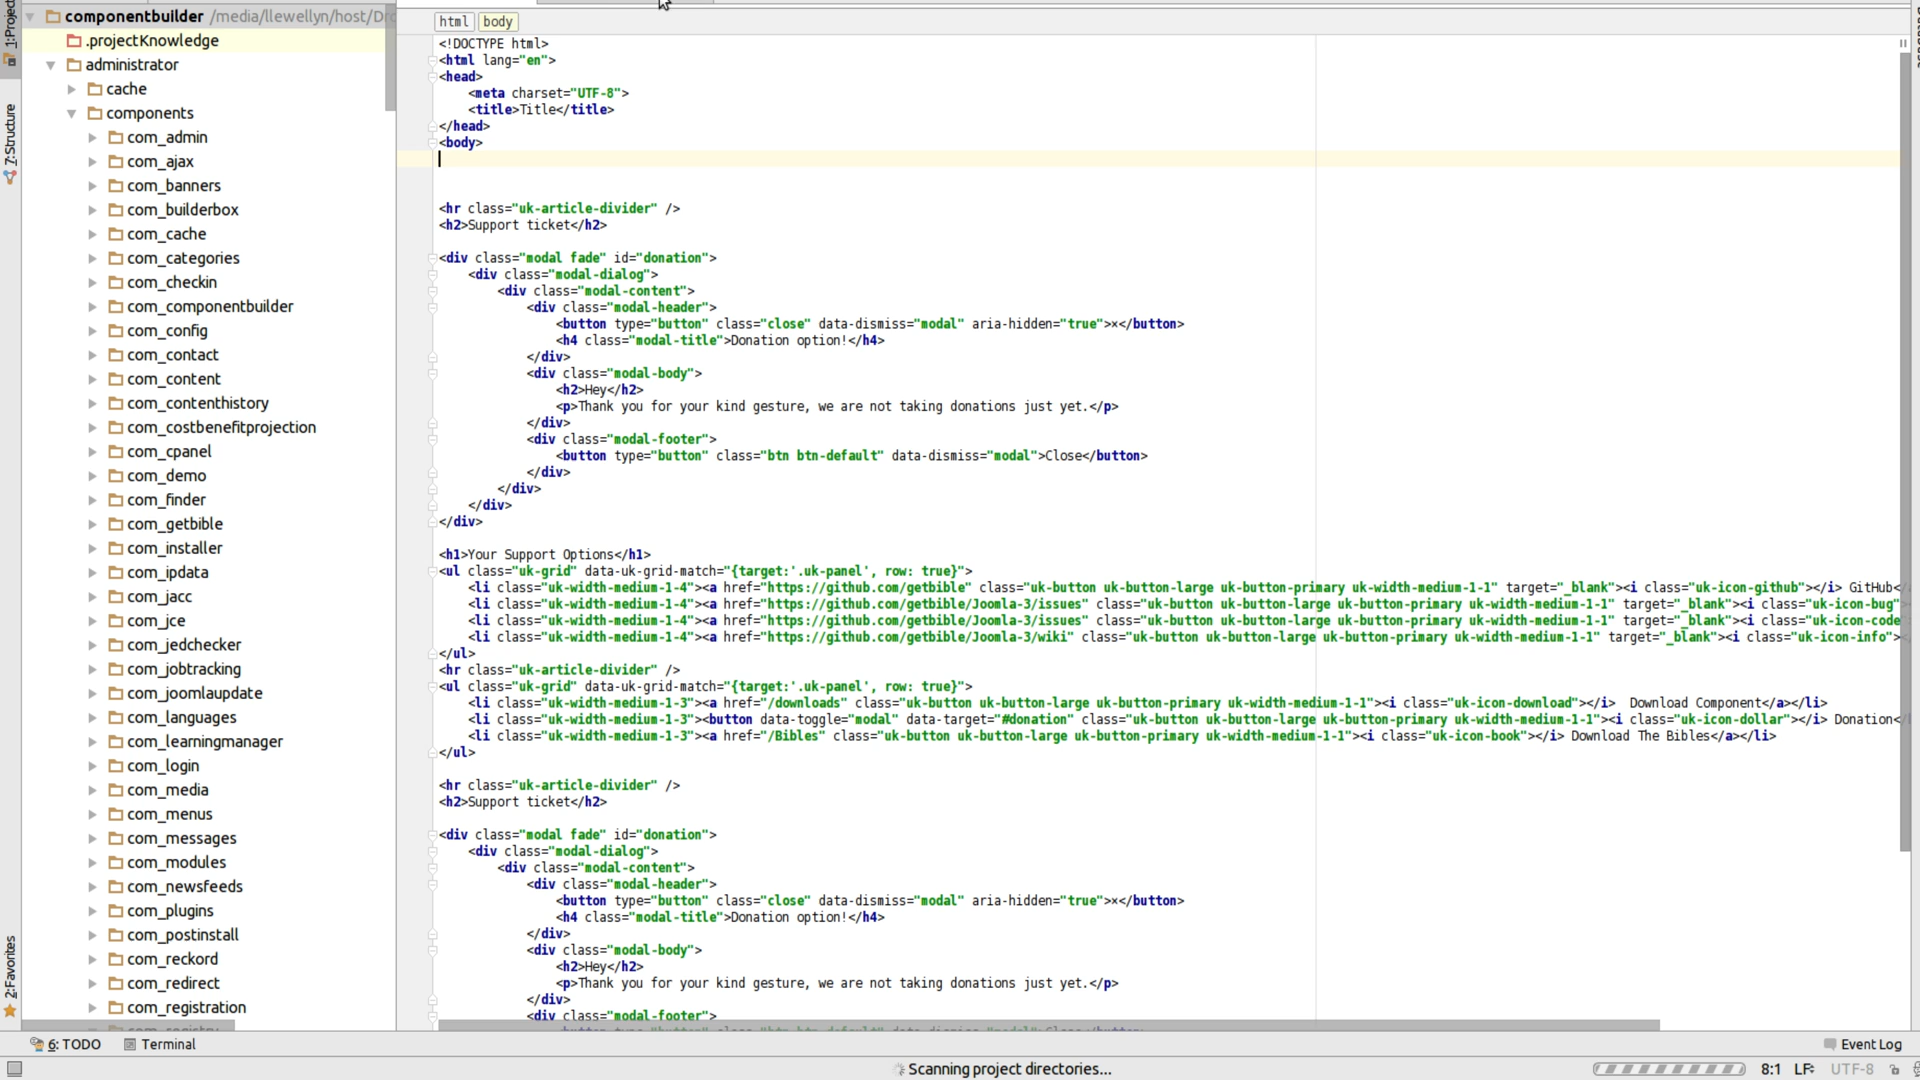 componentbuilder /media/llewellyn/host/Dro
.projectKnowledge
administrator
cache
components
com_admin
com_ajax
com_banners
com_builderbox
com_cache
com_categories
com_checkin
com_componentbuilder
com_config
com_contact
com_content
com_contenthistory
com_costbenefitprojection
com_cpanel
com_demo
com_finder
com_getbible
com_installer
com_ipdata
com_jacc
com_jce
com_jedchecker
com_jobtracking
com_joomlaupdate
com_languages
com_learningmanager
com_login
com_media
com_menus
com_messages
com_modules
com_newsfeeds
com_plugins
com_postinstall
com_reckord
com_redirect
com_registration
1:Project
7:Structure
2:Favorites
html body
<!DOCTYPE html>
<html lang="en">
<head>
<meta charset="UTF-8">
<title>Title</title>
</head>
<body>
<hr class="uk-article-divider" />
<h2>Support ticket</h2>
<div class="modal fade" id="donation">
<div class="modal-dialog">
<div class="modal-content">
<div class="modal-header">
<button type="button" class="close" data-dismiss="modal" aria-hidden="true">×</button>
<h4 class="modal-title">Donation option!</h4>
</div>
<div class="modal-body">
<h2>Hey</h2>
<p>Thank you for your kind gesture, we are not taking donations just yet.</p>
</div>
<div class="modal-footer">
<button type="button" class="btn btn-default" data-dismiss="modal">Close</button>
</div>
</div>
</div>
</div>
<h1>Your Support Options</h1>
<ul class="uk-grid" data-uk-grid-match="{target:'.uk-panel', row: true}">
<li class="uk-width-medium-1-4"><a href="https://github.com/getbible" class="uk-button uk-button-large uk-button-primary uk-width-medium-1-1" target="_blank"><i class="uk-icon-github"></i> GitHub<
<li class="uk-width-medium-1-4"><a href="https://github.com/getbible/Joomla-3/issues" class="uk-button uk-button-large uk-button-primary uk-width-medium-1-1" target="_blank"><i class="uk-icon-bug"
<li class="uk-width-medium-1-4"><a href="https://github.com/getbible/Joomla-3/issues" class="uk-button uk-button-large uk-button-primary uk-width-medium-1-1" target="_blank"><i class="uk-icon-code
<li class="uk-width-medium-1-4"><a href="https://github.com/getbible/Joomla-3/wiki" class="uk-button uk-button-large uk-button-primary uk-width-medium-1-1" target="_blank"><i class="uk-icon-info">
</ul>
<hr class="uk-article-divider" />
<ul class="uk-grid" data-uk-grid-match="{target:'.uk-panel', row: true}">
<li class="uk-width-medium-1-3"><a href="/downloads" class="uk-button uk-button-large uk-button-primary uk-width-medium-1-1"><i class="uk-icon-download"></i> Download Component</a></li>
<li class="uk-width-medium-1-3"><button data-toggle="modal" data-target="#donation" class="uk-button uk-button-large uk-button-primary uk-width-medium-1-1"><i class="uk-icon-dollar"></i> Donation<
<li class="uk-width-medium-1-3"><a href="/Bibles" class="uk-button uk-button-large uk-button-primary uk-width-medium-1-1"><i class="uk-icon-book"></i> Download The Bibles</a></li>
</ul>
<hr class="uk-article-divider" />
<h2>Support ticket</h2>
<div class="modal fade" id="donation">
<div class="modal-dialog">
<div class="modal-content">
<div class="modal-header">
<button type="button" class="close" data-dismiss="modal" aria-hidden="true">×</button>
<h4 class="modal-title">Donation option!</h4>
</div>
<div class="modal-body">
<h2>Hey</h2>
<p>Thank you for your kind gesture, we are not taking donations just yet.</p>
</div>
<div class="modal-footer">
6: TODO Terminal Event Log
Scanning project directories... 8:1 LF UTF-8